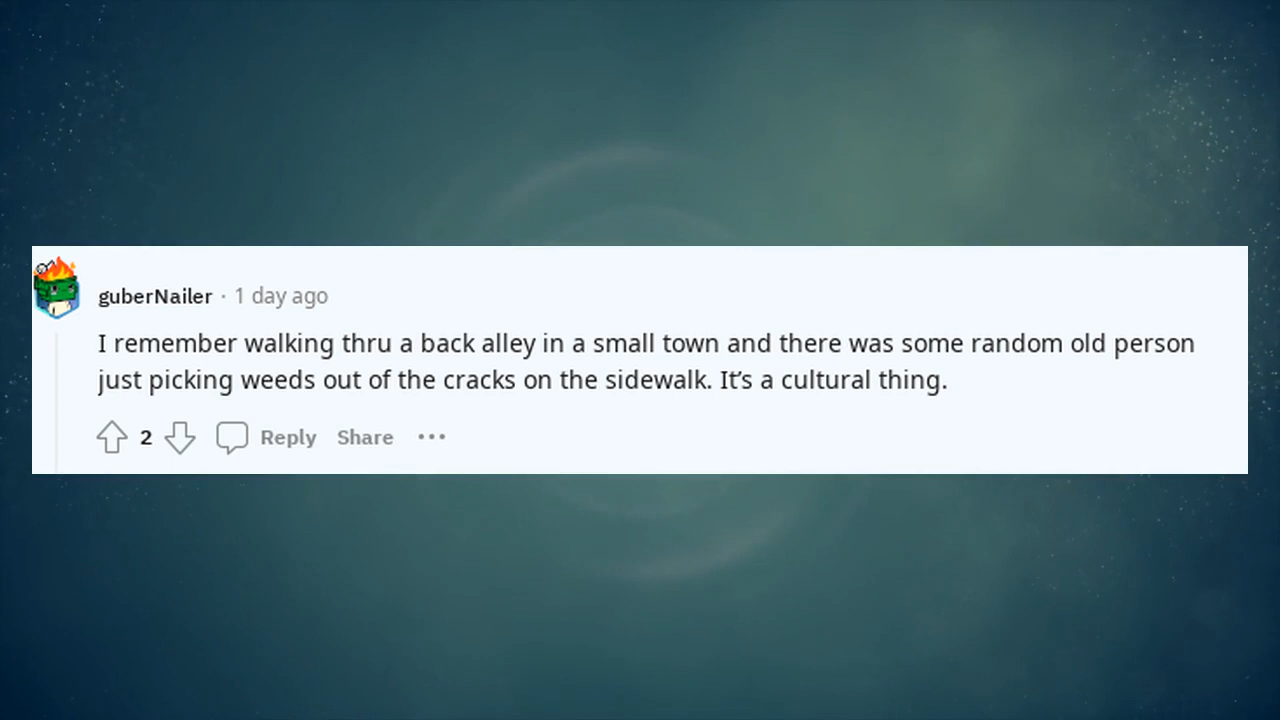 guberNailer · 1 day ago
I remember walking thru a back alley in a small town and there was some random old person
just picking weeds out of the cracks on the sidewalk. It’s a cultural thing.
2 Reply Share •••